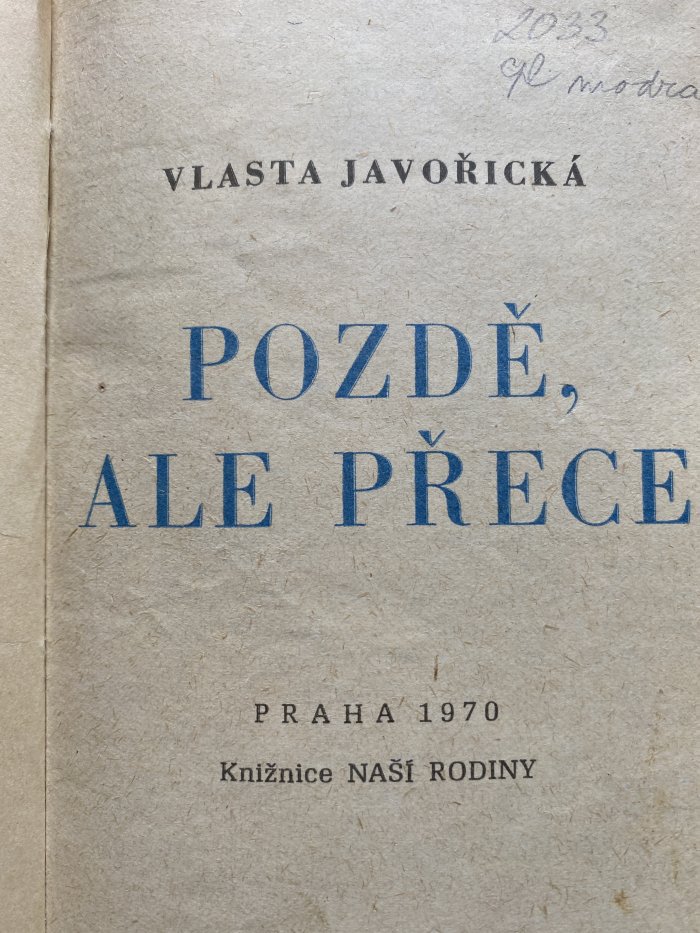 2033
modra
VLASTA JAVOŘICKÁ
POZDĚ,
ALE PŘECE
PRAHA 1970
Knižnice NAŠÍ RODINY